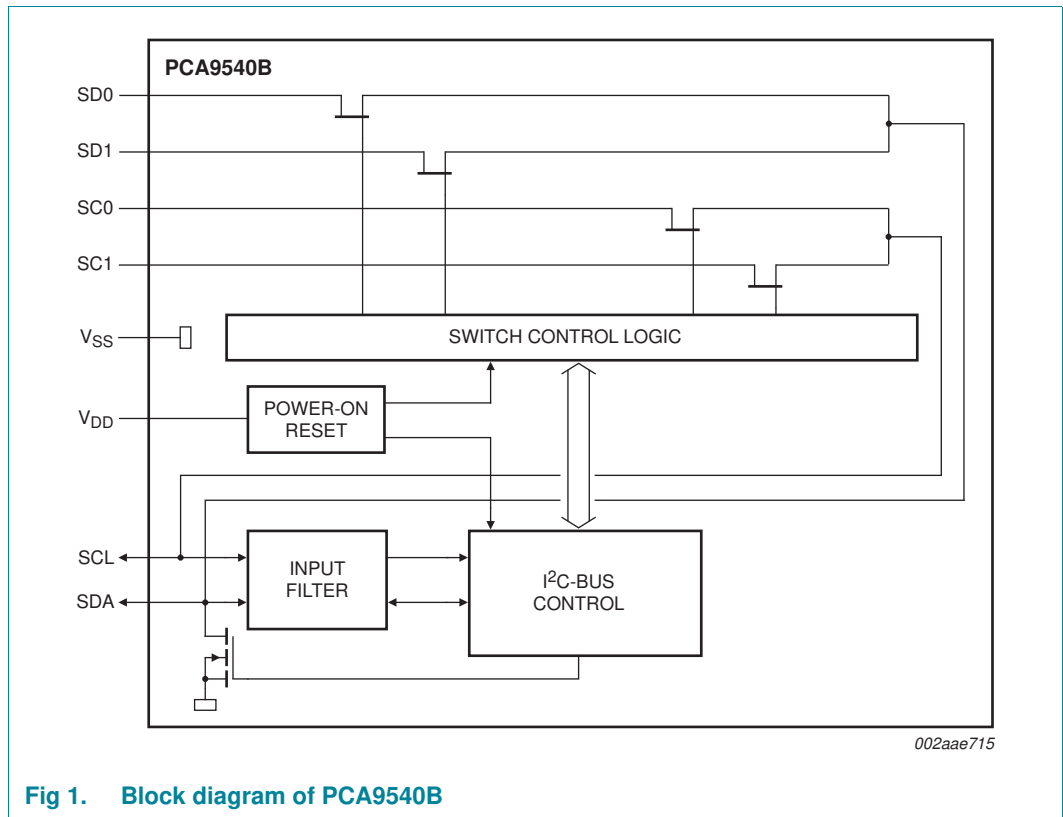 PCA9540B
SD0
SD1
SC0
SC1
VSS
SWITCH CONTROL LOGIC
VDD
POWER-ON
RESET
SCL
SDA
INPUT
FILTER
I2C-BUS
CONTROL
002aae715
Fig 1. Block diagram of PCA9540B